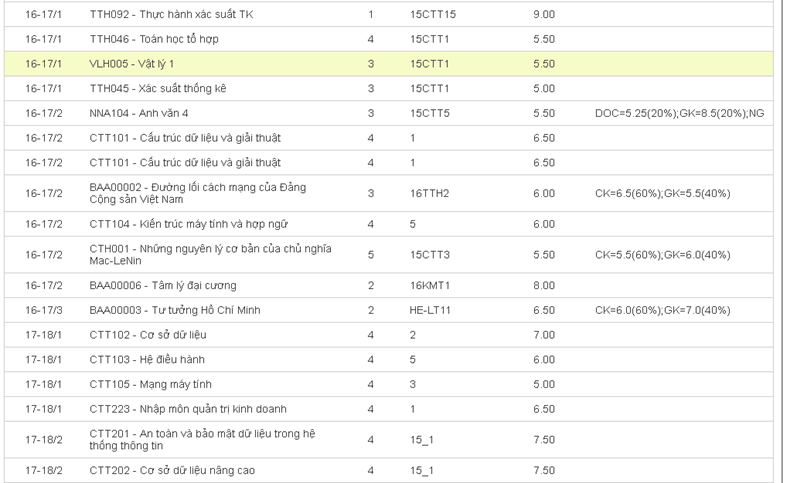 16-17/1 TTH092 - Thực hành xác suất TK 1 15CTT15 9.00
16-17/1 TTH046 - Toán học tổ hợp 4 15CTT1 5.50
16-17/1 VLH005 - Vật lý 1 3 15CTT1 5.50
16-17/1 TTH045 - Xác suất thống kê 3 15CTT1 5.00
16-17/2 NNA104 - Anh văn 4 3 15CTT5 5.50 DOC=5.25(20%);GK=8.5(20%);NG
16-17/2 CTT101 - Cấu trúc dữ liệu và giải thuật 4 1 6.50
16-17/2 CTT101 - Cấu trúc dữ liệu và giải thuật 4 1 6.50
16-17/2 BAA00002 - Đường lối cách mạng của Đảng 3 16TTH2 6.00 CK=6.5(60%);GK=5.5(40%)
Cộng sản Việt Nam
16-17/2 CTT104 - Kiến trúc máy tính và hợp ngữ 4 5 6.00
16-17/2 CTH001 - Những nguyên lý cơ bản của chủ nghĩa 5 15CTT3 5.50 CK=5.5(60%);GK=6.0(40%)
Mac-LeNin
16-17/2 BAA00006 - Tâm lý đại cương 2 16KMT1 8.00
16-17/3 BAA00003 - Tư tưởng Hồ Chí Minh 2 HE-LT11 6.50 CK=6.0(60%);GK=7.0(40%)
17-18/1 CTT102 - Cơ sở dữ liệu 4 2 7.00
17-18/1 CTT103 - Hệ điều hành 4 5 6.00
17-18/1 CTT105 - Mạng máy tính 4 3 5.00
17-18/1 CTT223 - Nhập môn quản trị kinh doanh 4 1 6.50
17-18/2 CTT201 - An toàn và bảo mật dữ liệu trong hệ 4 15_1 7.50
thống thông tin
17-18/2 CTT202 - Cơ sở dữ liệu nâng cao 4 15_1 7.50